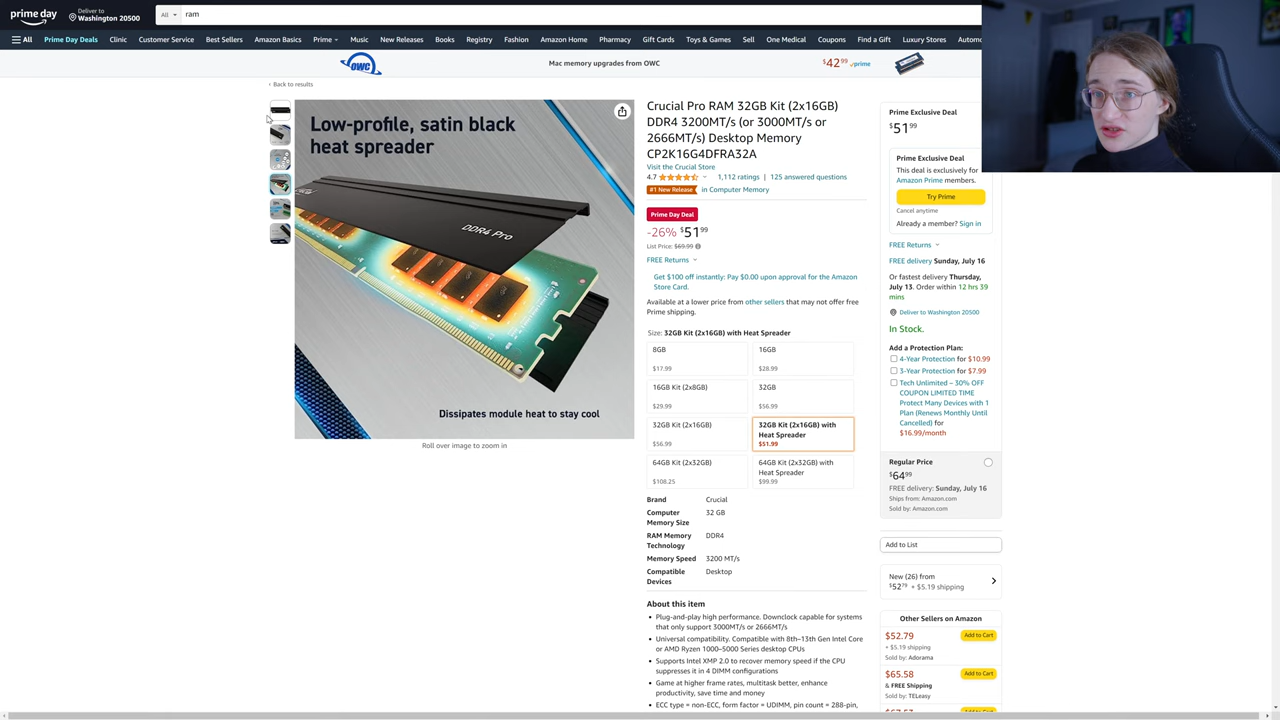 prime day
Deliver to
Washington 20500
All
ram
All
Prime Day Deals
Clinic
Customer Service
Best Sellers
Amazon Basics
Prime
Music
New Releases
Books
Registry
Fashion
Amazon Home
Pharmacy
Gift Cards
Toys & Games
Sell
One Medical
Coupons
Find a Gift
Luxury Stores
Automo
OWC
Mac memory upgrades from OWC
$42⁹⁹ prime
‹ Back to results
Low-profile, satin black
heat spreader
DDR4 Pro
Dissipates module heat to stay cool
Roll over image to zoom in
Crucial Pro RAM 32GB Kit (2x16GB)
DDR4 3200MT/s (or 3000MT/s or
2666MT/s) Desktop Memory
CP2K16G4DFRA32A
Visit the Crucial Store
4.7
1,112 ratings | 125 answered questions
#1 New Release in Computer Memory
Prime Day Deal
-26% $51⁹⁹
List Price: $69.99
FREE Returns
Get $100 off instantly: Pay $0.00 upon approval for the Amazon
Store Card.
Available at a lower price from other sellers that may not offer free
Prime shipping.
Size: 32GB Kit (2x16GB) with Heat Spreader
8GB
$17.99
16GB
$28.99
16GB Kit (2x8GB)
$29.99
32GB
$56.99
32GB Kit (2x16GB)
$56.99
32GB Kit (2x16GB) with
Heat Spreader
$51.99
64GB Kit (2x32GB)
$108.25
64GB Kit (2x32GB) with
Heat Spreader
$99.99
Brand Crucial
Computer
Memory Size
32 GB
RAM Memory
Technology
DDR4
Memory Speed 3200 MT/s
Compatible
Devices
Desktop
About this item
• Plug-and-play high performance. Downclock capable for systems
that only support 3000MT/s or 2666MT/s
• Universal compatibility. Compatible with 8th–13th Gen Intel Core
or AMD Ryzen 1000–5000 Series desktop CPUs
• Supports Intel XMP 2.0 to recover memory speed if the CPU
suppresses it in 4 DIMM configurations
• Game at higher frame rates, multitask better, enhance
productivity, save time and money
• ECC type = non-ECC, form factor = UDIMM, pin count = 288-pin,
Prime Exclusive Deal
$51⁹⁹
Prime Exclusive Deal
This deal is exclusively for
Amazon Prime members.
Try Prime
Cancel anytime
Already a member? Sign in
FREE Returns
FREE delivery Sunday, July 16
Or fastest delivery Thursday,
July 13. Order within 12 hrs 39
mins
Deliver to Washington 20500
In Stock.
Add a Protection Plan:
4-Year Protection for $10.99
3-Year Protection for $7.99
Tech Unlimited – 30% OFF
COUPON LIMITED TIME
Protect Many Devices with 1
Plan (Renews Monthly Until
Cancelled) for
$16.99/month
Regular Price
$64⁹⁹
FREE delivery: Sunday, July 16
Ships from: Amazon.com
Sold by: Amazon.com
Add to List
New (26) from
$52⁷⁹ + $5.19 shipping
Other Sellers on Amazon
$52.79
Add to Cart
+ $5.19 shipping
Sold by: Adorama
$65.58
Add to Cart
& FREE Shipping
Sold by: TELeasy